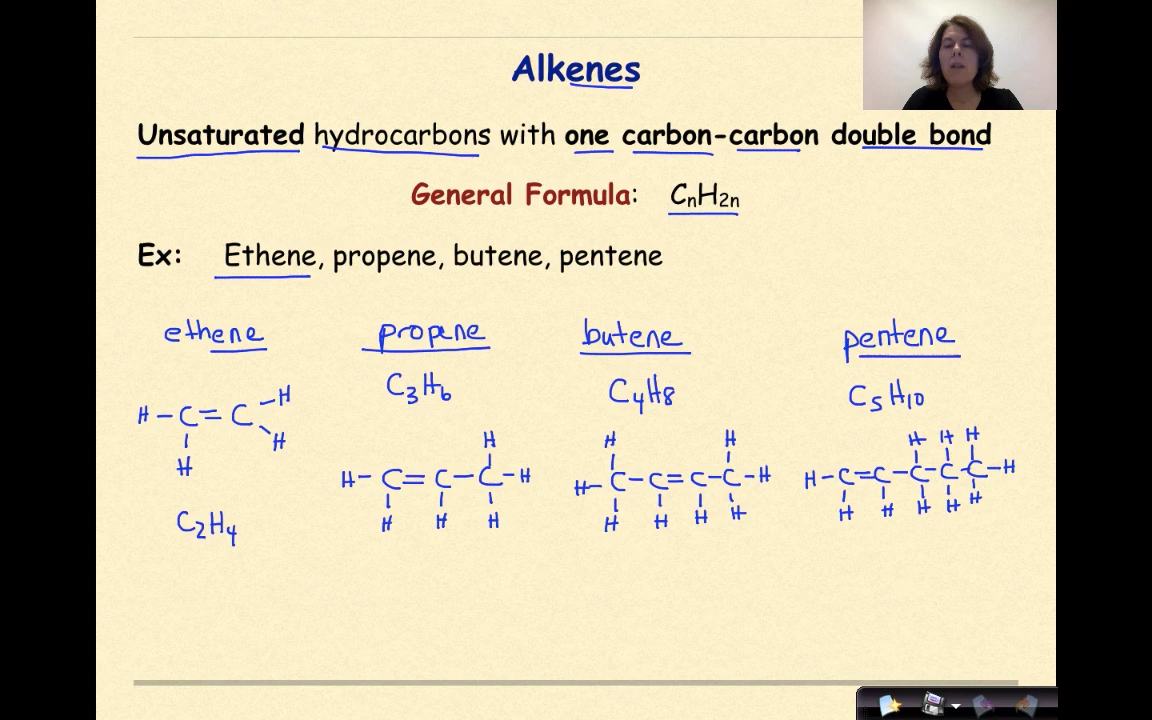 Alkenes
Unsaturated hydrocarbons with one carbon-carbon double bond
General Formula: CnH2n
Ex: Ethene, propene, butene, pentene
ethene propene butene pentene
C3H6 C4H8 C5H10
H H H H H H
H-C=C-H H-C=C-C-H H-C-C=C-C-H H-C=C-C-C-C-H
H H H H H H H H H H H H H H
C2H4